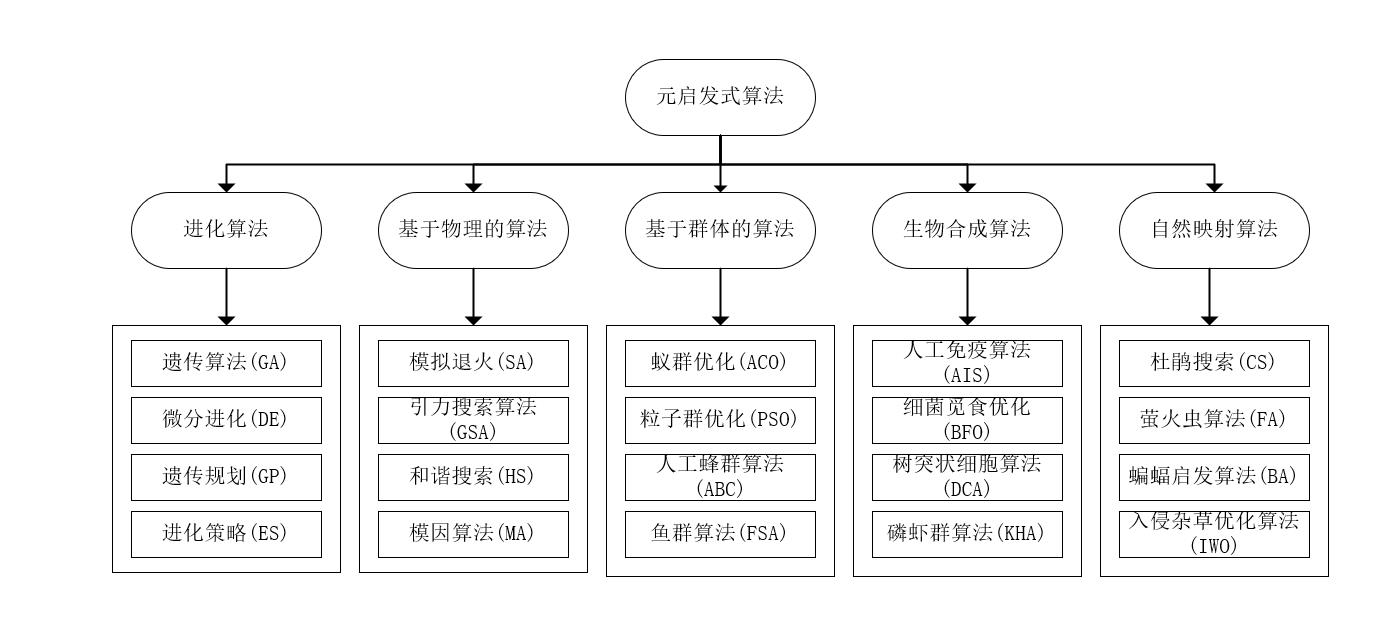 元启发式算法
进化算法
基于物理的算法
基于群体的算法
生物合成算法
自然映射算法
遗传算法(GA)
微分进化(DE)
遗传规划(GP)
进化策略(ES)
模拟退火(SA)
引力搜索算法
(GSA)
和谐搜索(HS)
模因算法(MA)
蚁群优化(ACO)
粒子群优化(PSO)
人工蜂群算法
(ABC)
鱼群算法(FSA)
人工免疫算法
(AIS)
细菌觅食优化
(BFO)
树突状细胞算法
(DCA)
磷虾群算法(KHA)
杜鹃搜索(CS)
萤火虫算法(FA)
蝙蝠启发算法(BA)
入侵杂草优化算法
(IWO)